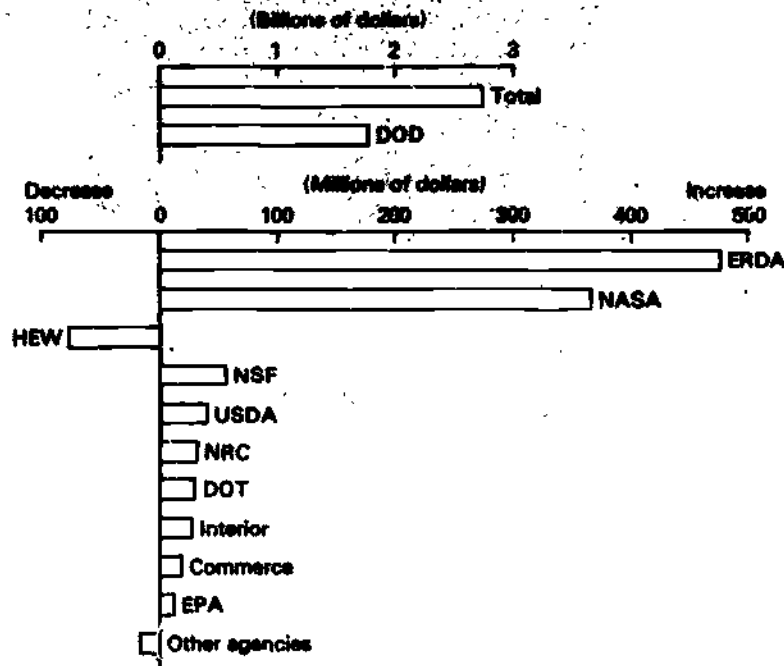 (Billions of dollars)
0 1 2 3
Total
DOD
Decrease (Millions of dollars) Increase
100 0 100 200 300 400 500
ERDA
NASA
HEW
NSF
USDA
NRC
DOT
Interior
Commerce
EPA
Other agencies